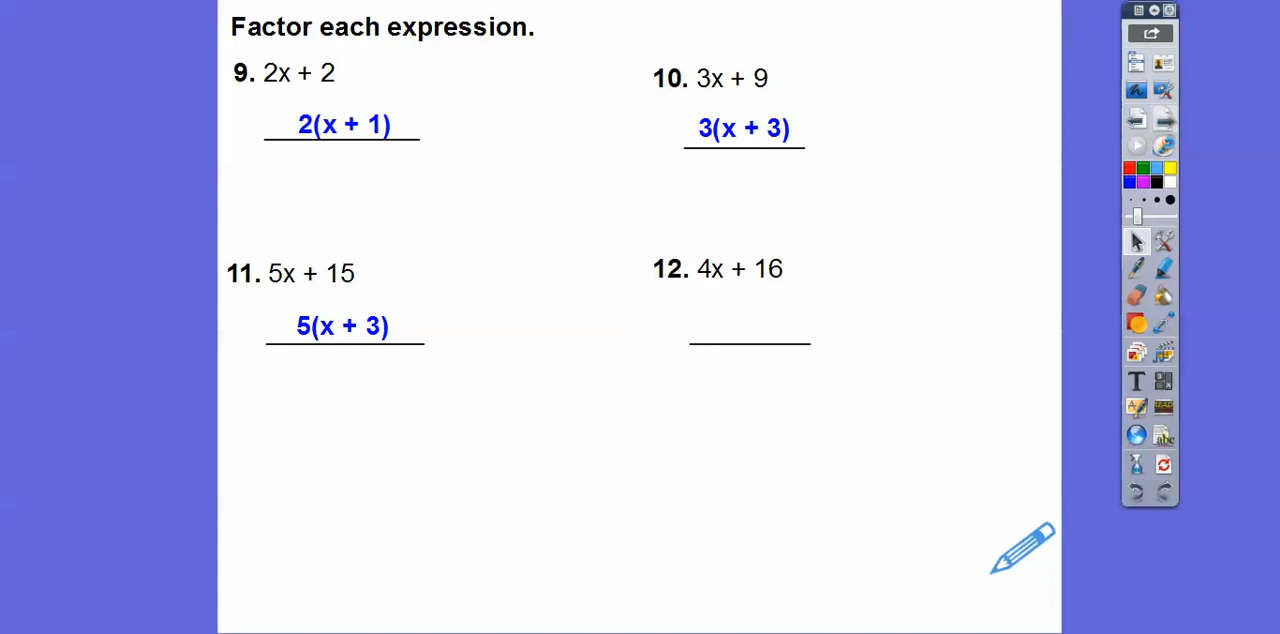 Factor each expression.
9. 2x + 2
2(x + 1)
10. 3x + 9
3(x + 3)
11. 5x + 15
5(x + 3)
12. 4x + 16